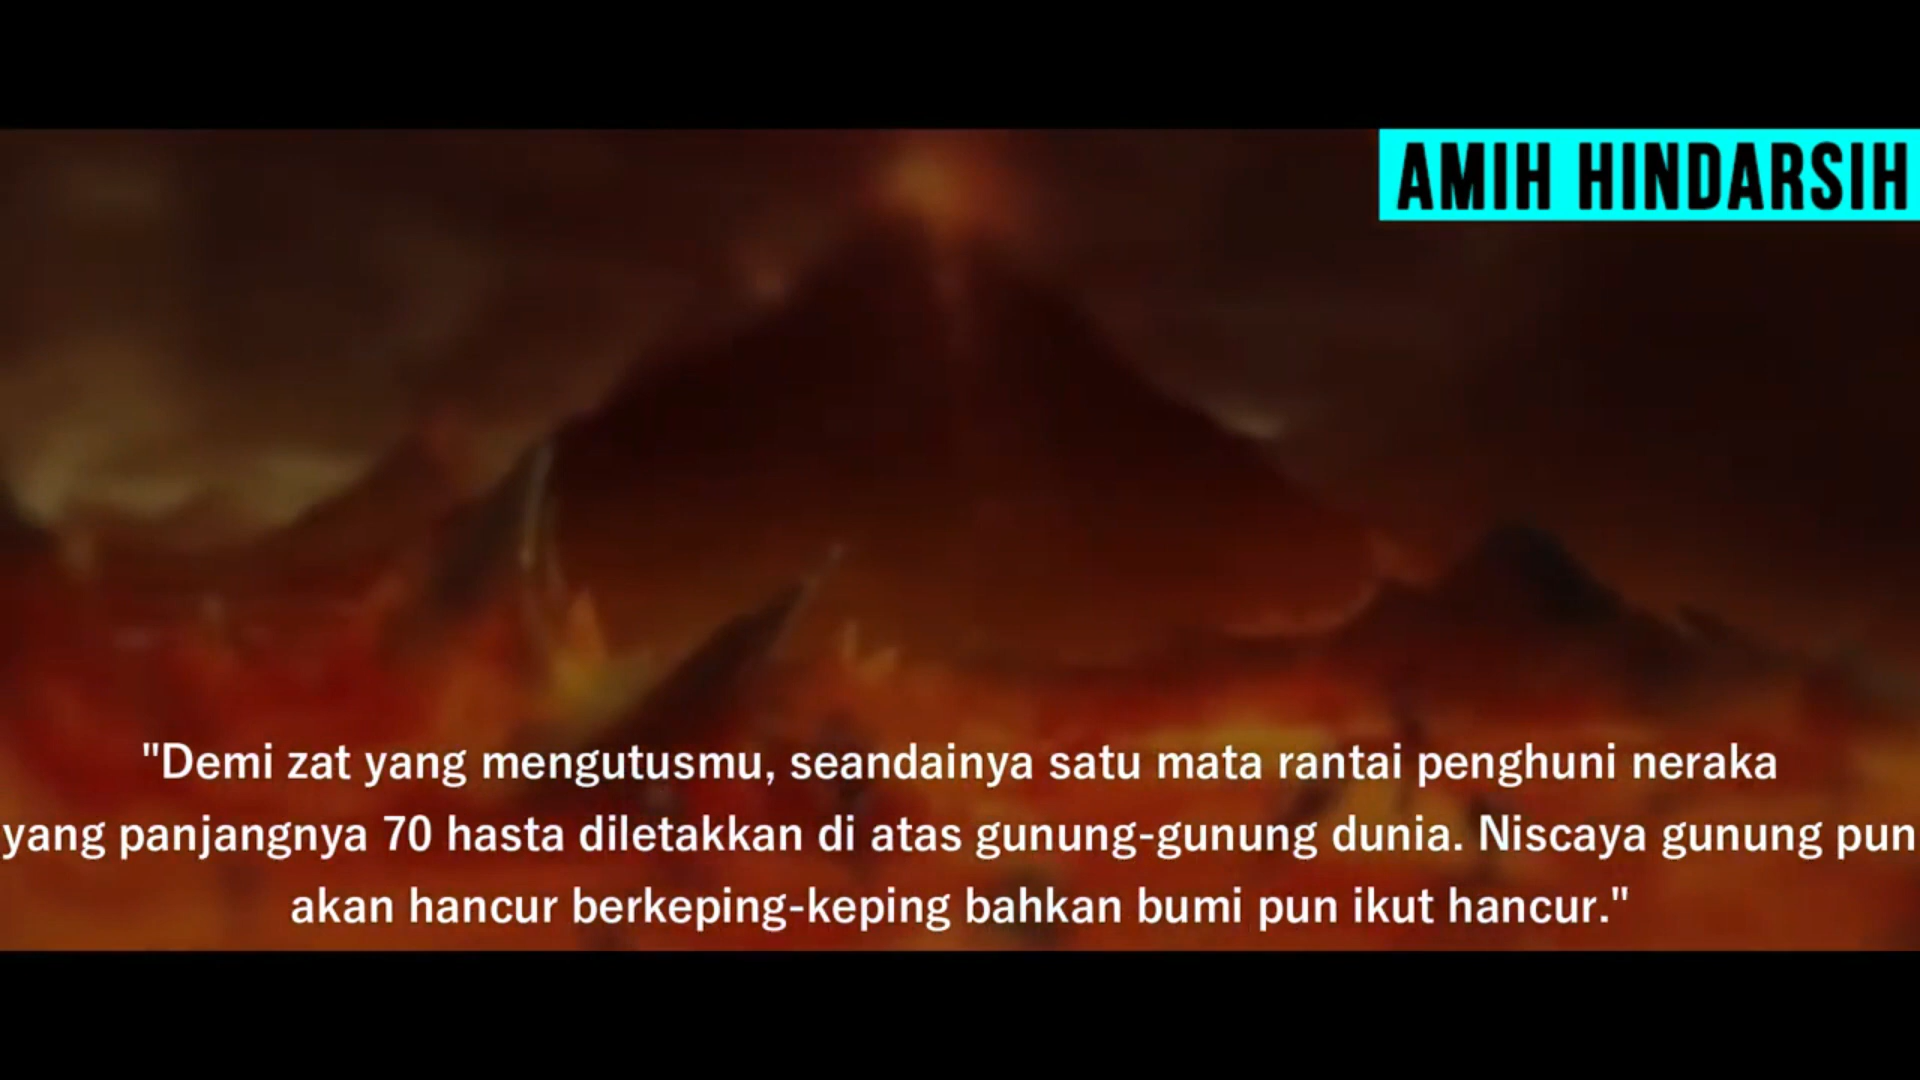 AMIH HINDARSIH
"Demi zat yang mengutusmu, seandainya satu mata rantai penghuni neraka
yang panjangnya 70 hasta diletakkan di atas gunung-gunung dunia. Niscaya gunung pun
akan hancur berkeping-keping bahkan bumi pun ikut hancur."